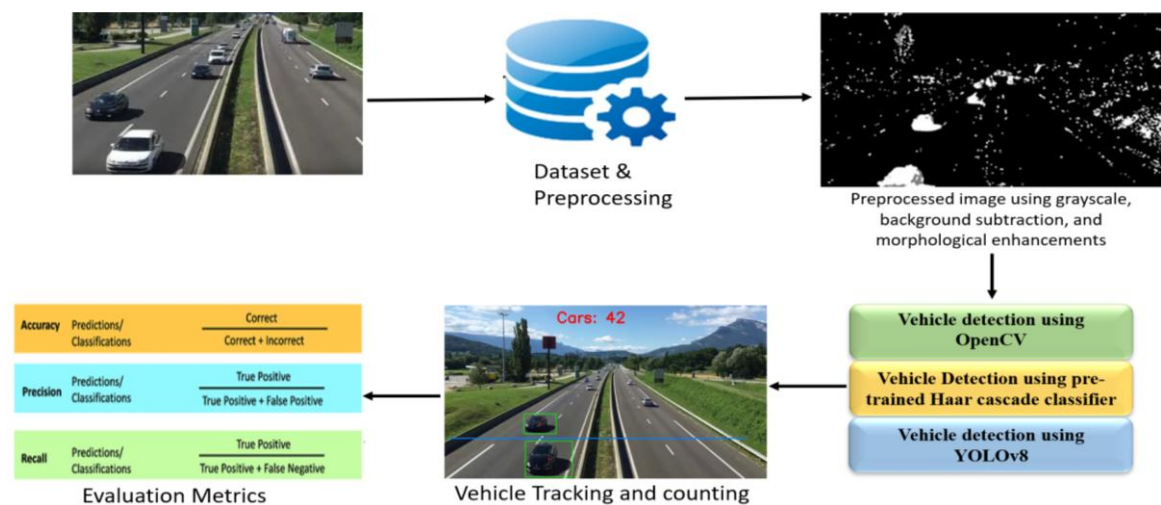 Dataset &
Preprocessing
Preprocessed image using grayscale,
background subtraction, and
morphological enhancements
Vehicle detection using
OpenCV
Vehicle Detection using pre-
trained Haar cascade classifier
Vehicle detection using
YOLOv8
Cars: 42
Vehicle Tracking and counting
Accuracy
Predictions/
Classifications
Correct
Correct + Incorrect
Precision
Predictions/
Classifications
True Positive
True Positive + False Positive
Recall
Predictions/
Classifications
True Positive
True Positive + False Negative
Evaluation Metrics